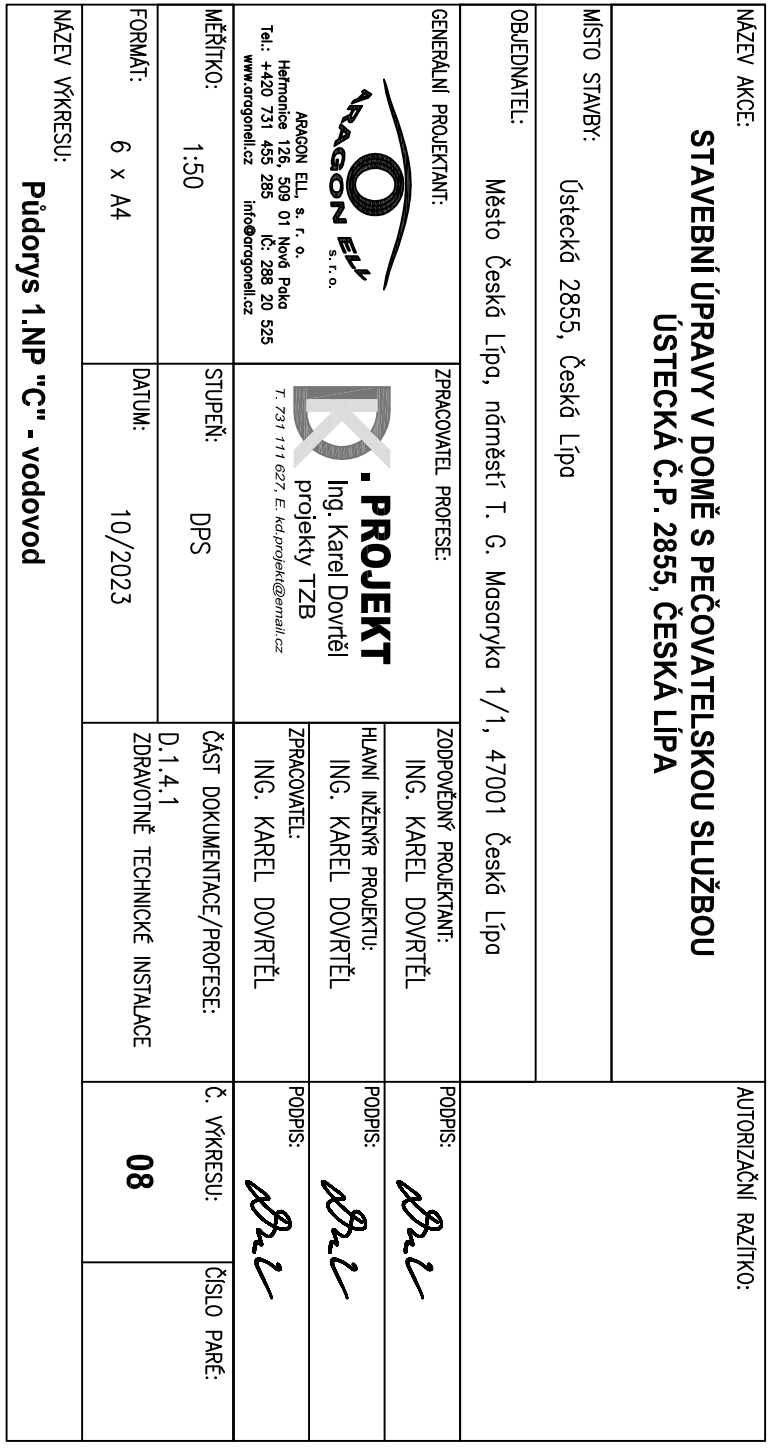 NÁZEV AKCE:
STAVEBNÍ ÚPRAVY V DOMĚ S PEČOVATELSKOU SLUŽBOU
ÚSTECKÁ Č.P. 2855, ČESKÁ LÍPA
AUTORIZAČNÍ RAZÍTKO:
MÍSTO STAVBY:
Ústecká 2855, Česká Lípa
OBJEDNATEL:
Město Česká Lípa, náměstí T. G. Masaryka 1/1, 47001 Česká Lípa
GENERÁLNÍ PROJEKTANT:
ARAGON ELL
s. r. o.
ARAGON ELL, s. r. o.
Heřmanice 126, 509 01 Nová Paka
Tel.: +420 731 455 285 IČ: 288 20 525
www.aragonell.cz info@aragonell.cz
ZPRACOVATEL PROFESE:
DK. PROJEKT
Ing. Karel Dovrtěl
projekty TZB
T. 731 111 627, E. kd.projekt@email.cz
ZODPOVĚDNÝ PROJEKTANT:
ING. KAREL DOVRTĚL
PODPIS:
HLAVNÍ INŽENÝR PROJEKTU:
ING. KAREL DOVRTĚL
PODPIS:
ZPRACOVATEL:
ING. KAREL DOVRTĚL
PODPIS:
MĚŘÍTKO:
1:50
STUPEŇ:
DPS
ČÁST DOKUMENTACE/PROFESE:
D.1.4.1
ZDRAVOTNĚ TECHNICKÉ INSTALACE
Č. VÝKRESU:
08
ČÍSLO PARÉ:
FORMÁT:
6 x A4
DATUM:
10/2023
NÁZEV VÝKRESU:
Půdorys 1.NP "C" - vodovod